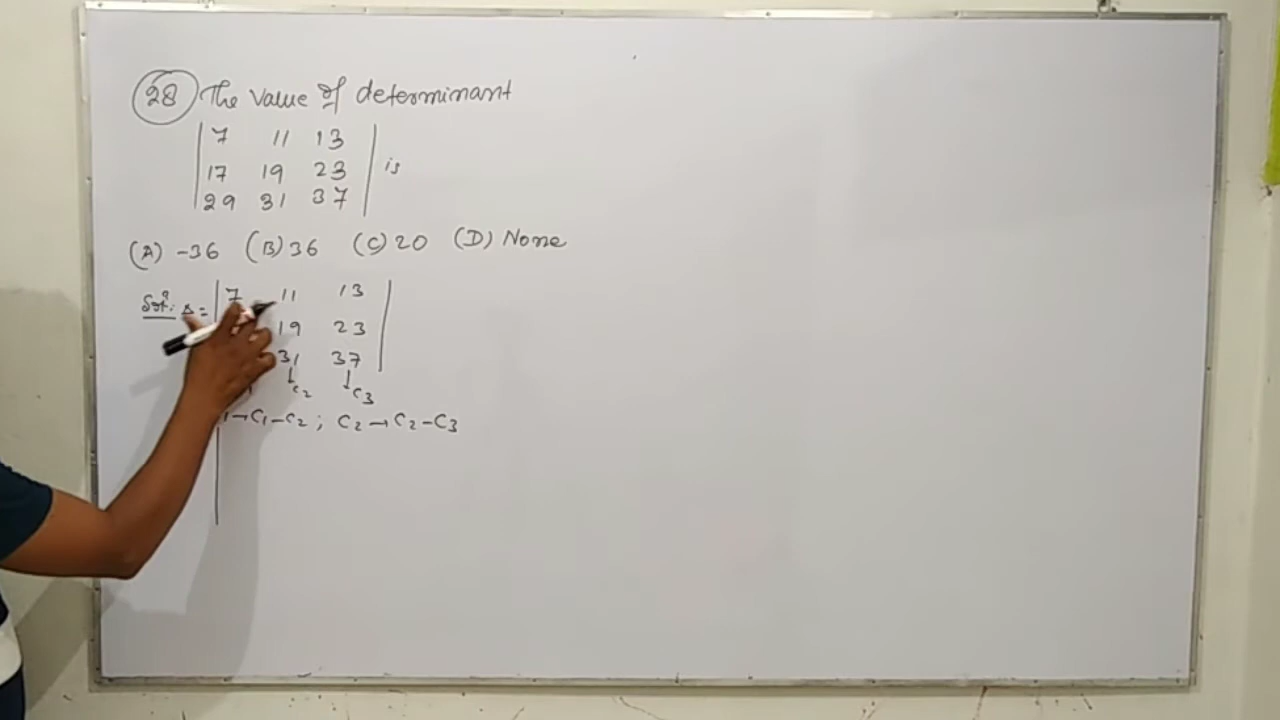 28 The value of determinant
7 11 13
17 19 23 is
29 31 37
(A) -36 (B) 36 (C) 20 (D) None
Solⁿ: Δ = 7 11 13
19 23
31 37
C2 C3
→C1-C2 ; C2→C2-C3